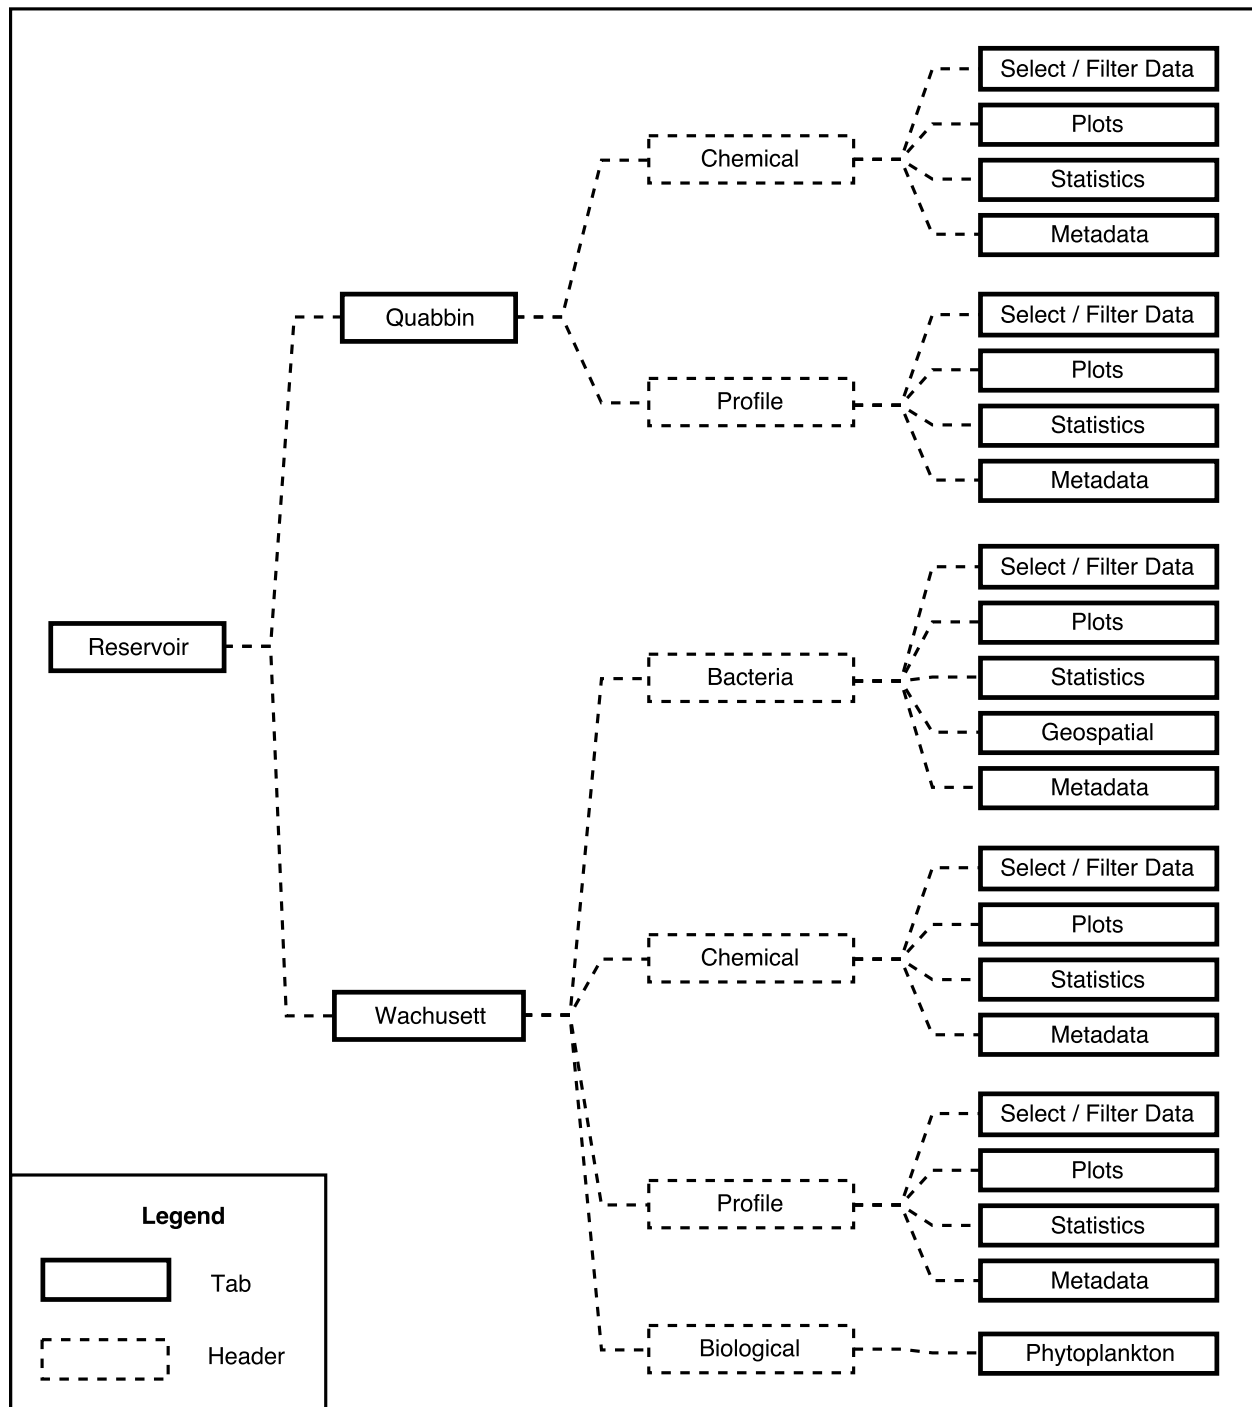 Select / Filter Data
Plots
Chemical
Statistics
Metadata
Quabbin
Select / Filter Data
Plots
Profile
Statistics
Metadata
Reservoir
Select / Filter Data
Plots
Bacteria
Statistics
Geospatial
Metadata
Wachusett
Select / Filter Data
Plots
Chemical
Statistics
Metadata
Select / Filter Data
Plots
Profile
Statistics
Metadata
Biological
Phytoplankton
Legend
Tab
Header